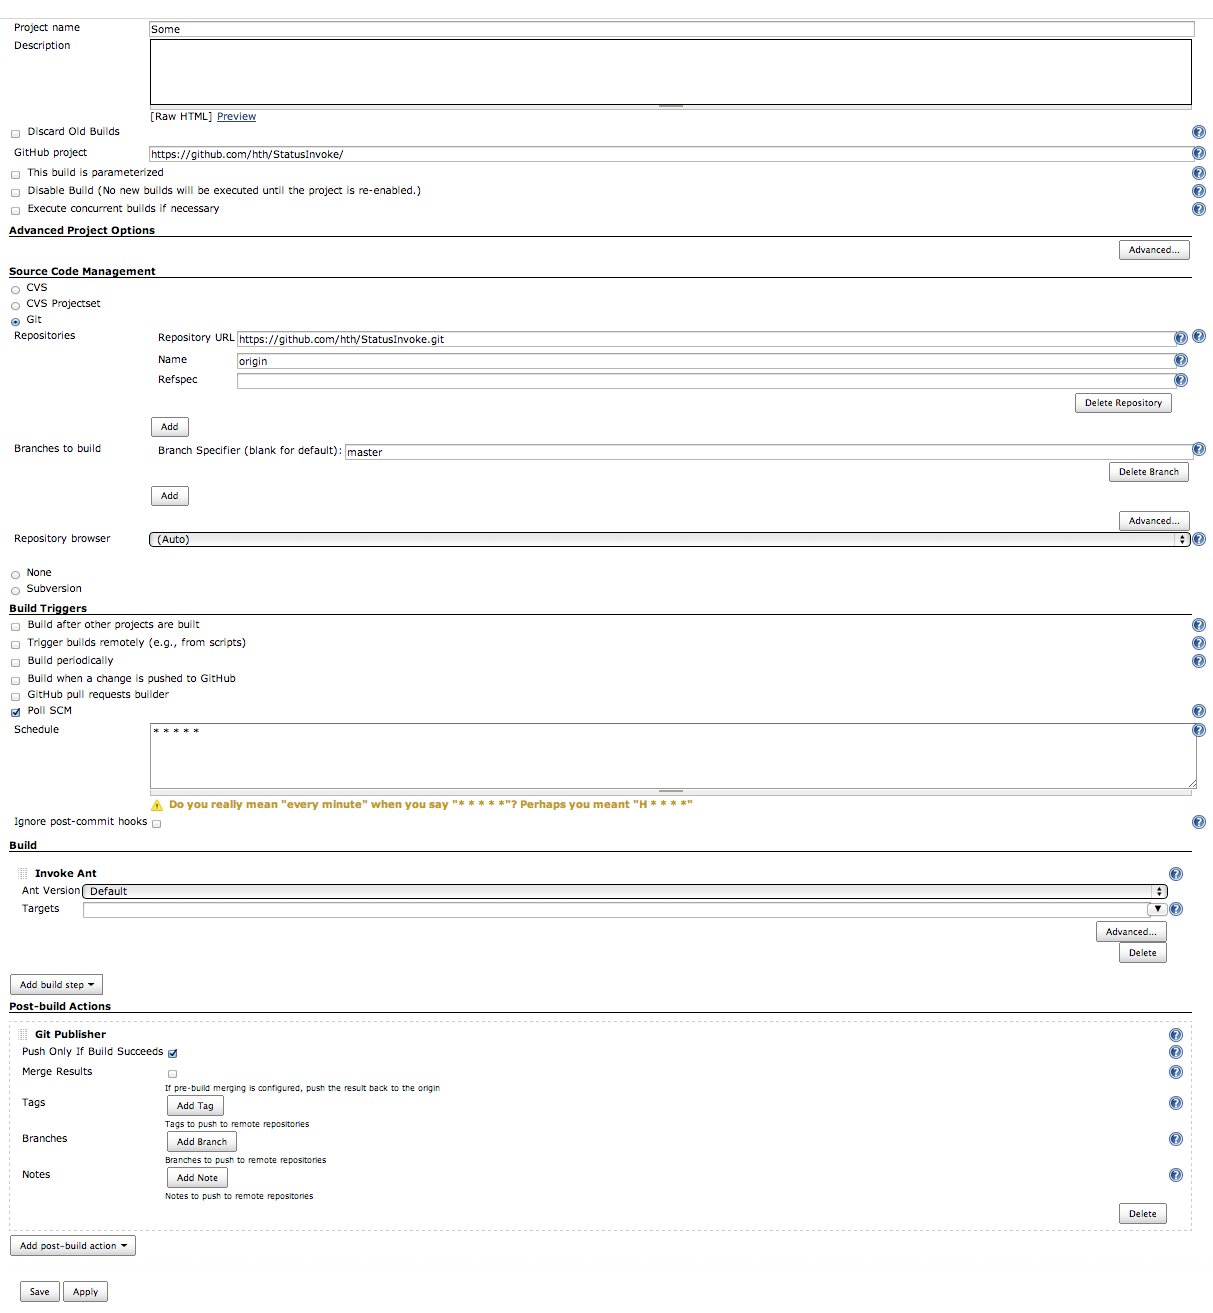 Project name Some
Description
[Raw HTML] Preview
Discard Old Builds
GitHub project https://github.com/hth/StatusInvoke/
This build is parameterized
Disable Build (No new builds will be executed until the project is re-enabled.)
Execute concurrent builds if necessary
Advanced Project Options
Advanced...
Source Code Management
CVS
CVS Projectset
Git
Repositories Repository URL https://github.com/hth/StatusInvoke.git
Name origin
Refspec
Delete Repository
Add
Branches to build Branch Specifier (blank for default): master
Delete Branch
Add
Advanced...
Repository browser (Auto)
None
Subversion
Build Triggers
Build after other projects are built
Trigger builds remotely (e.g., from scripts)
Build periodically
Build when a change is pushed to GitHub
GitHub pull requests builder
Poll SCM
Schedule * * * * *
Do you really mean "every minute" when you say "* * * * *"? Perhaps you meant "H * * * *"
Ignore post-commit hooks
Build
Invoke Ant
Ant Version Default
Targets
Advanced...
Delete
Add build step
Post-build Actions
Git Publisher
Push Only If Build Succeeds
Merge Results
If pre-build merging is configured, push the result back to the origin
Tags Add Tag
Tags to push to remote repositories
Branches Add Branch
Branches to push to remote repositories
Notes Add Note
Notes to push to remote repositories
Delete
Add post-build action
Save Apply